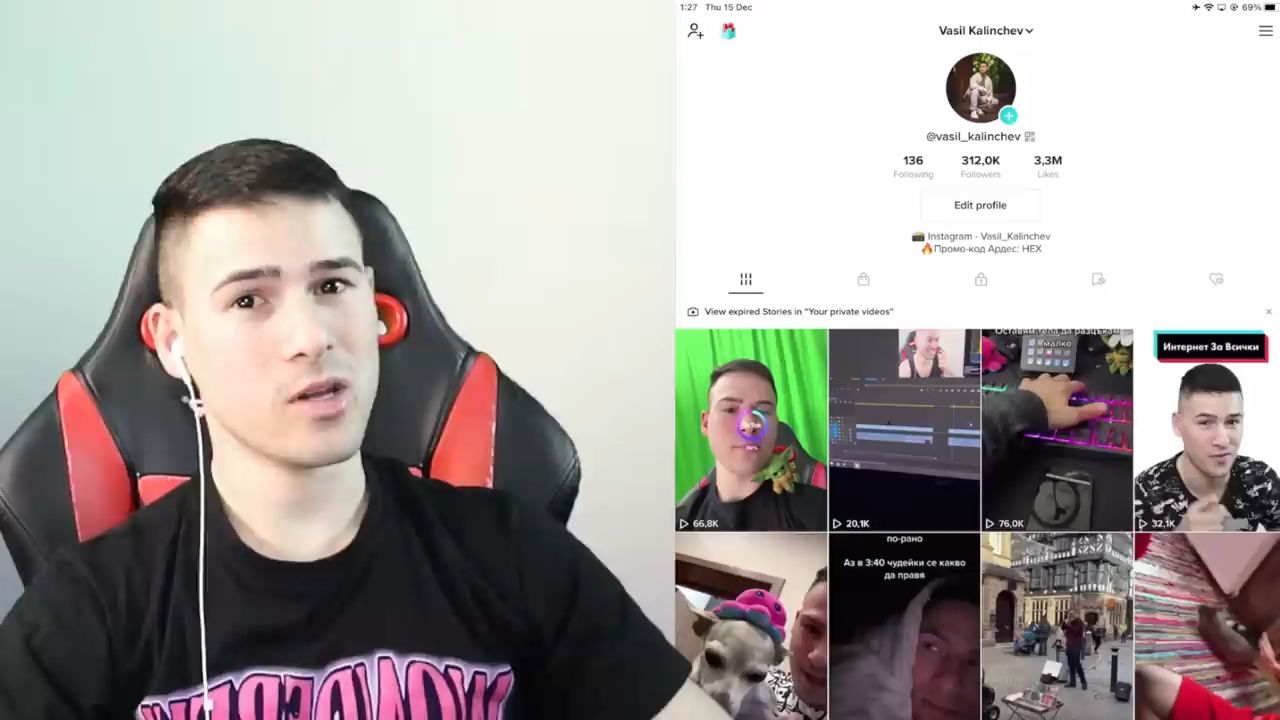 1:27 Thu 15 Dec
69%
Vasil Kalinchev
@vasil_kalinchev
136
312,0K
3,3M
Following
Followers
Likes
Edit profile
Instagram - Vasil_Kalinchev
Промо-код Ардес: HEX
View expired Stories in "Your private videos"
66,8K
20,1K
Оставям тела да разцъкам
малко
76,0K
Интернет За Всички
32,1K
по-рано
Аз в 3:40 чудейки се какво
да правя